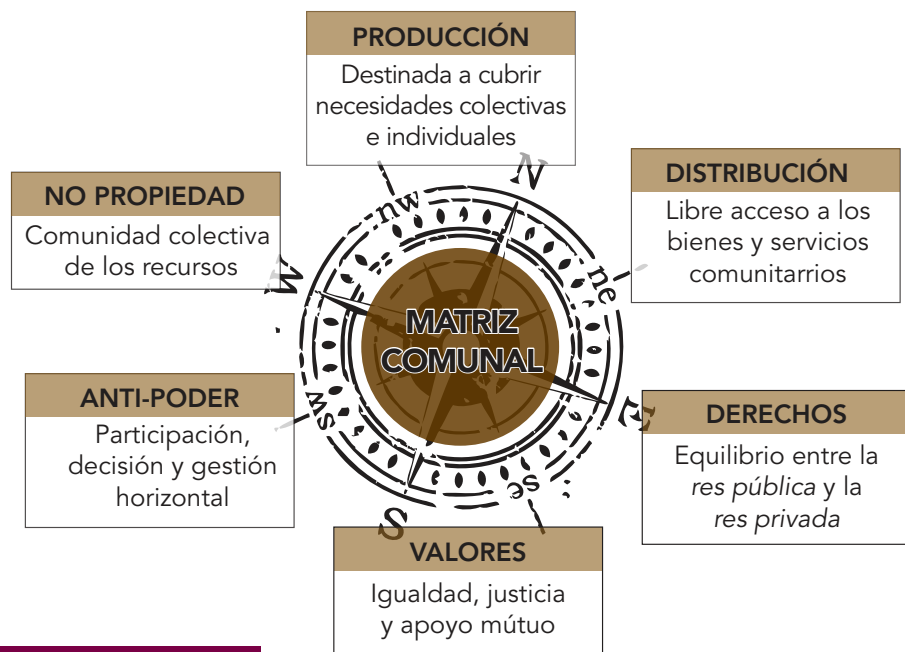 PRODUCCIÓN
Destinada a cubrir
necesidades colectivas
e individuales
NO PROPIEDAD
Comunidad colectiva
de los recursos
DISTRIBUCIÓN
Libre acceso a los
bienes y servicios
comunitarrios
N
nw
ne
W
MATRIZ
COMUNAL
ANTI-PODER
Participación,
decisión y gestión
horizontal
sw
E
DERECHOS
Equilibrio entre la
res pública y la
res privada
se
S
VALORES
Igualdad, justicia
y apoyo mútuo